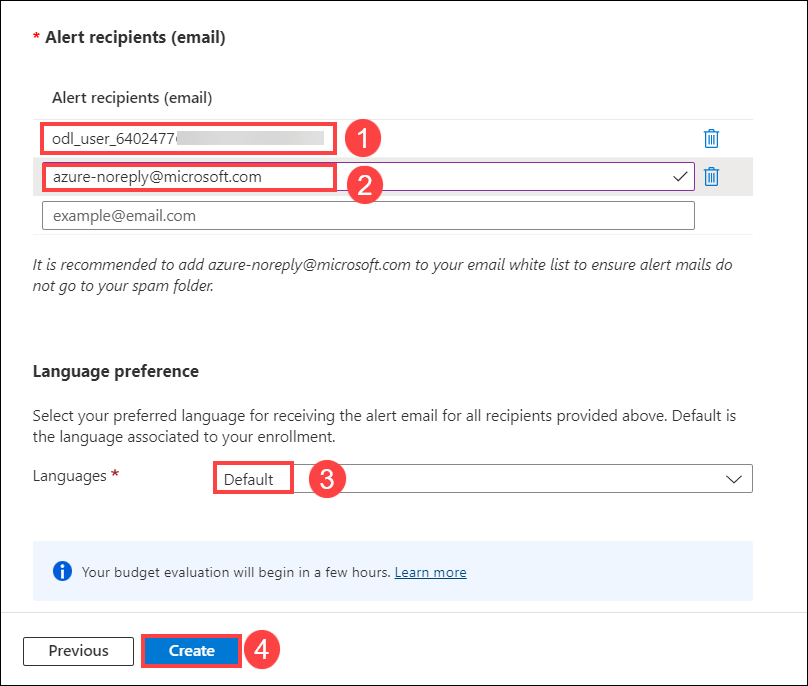 * Alert recipients (email)
Alert recipients (email)
odl_user_6402477
1
azure-noreply@microsoft.com
2
example@email.com
It is recommended to add azure-noreply@microsoft.com to your email white list to ensure alert mails do
not go to your spam folder.
Language preference
Select your preferred language for receiving the alert email for all recipients provided above. Default is
the language associated to your enrollment.
Languages *
Default
3
Your budget evaluation will begin in a few hours. Learn more
Previous
Create
4